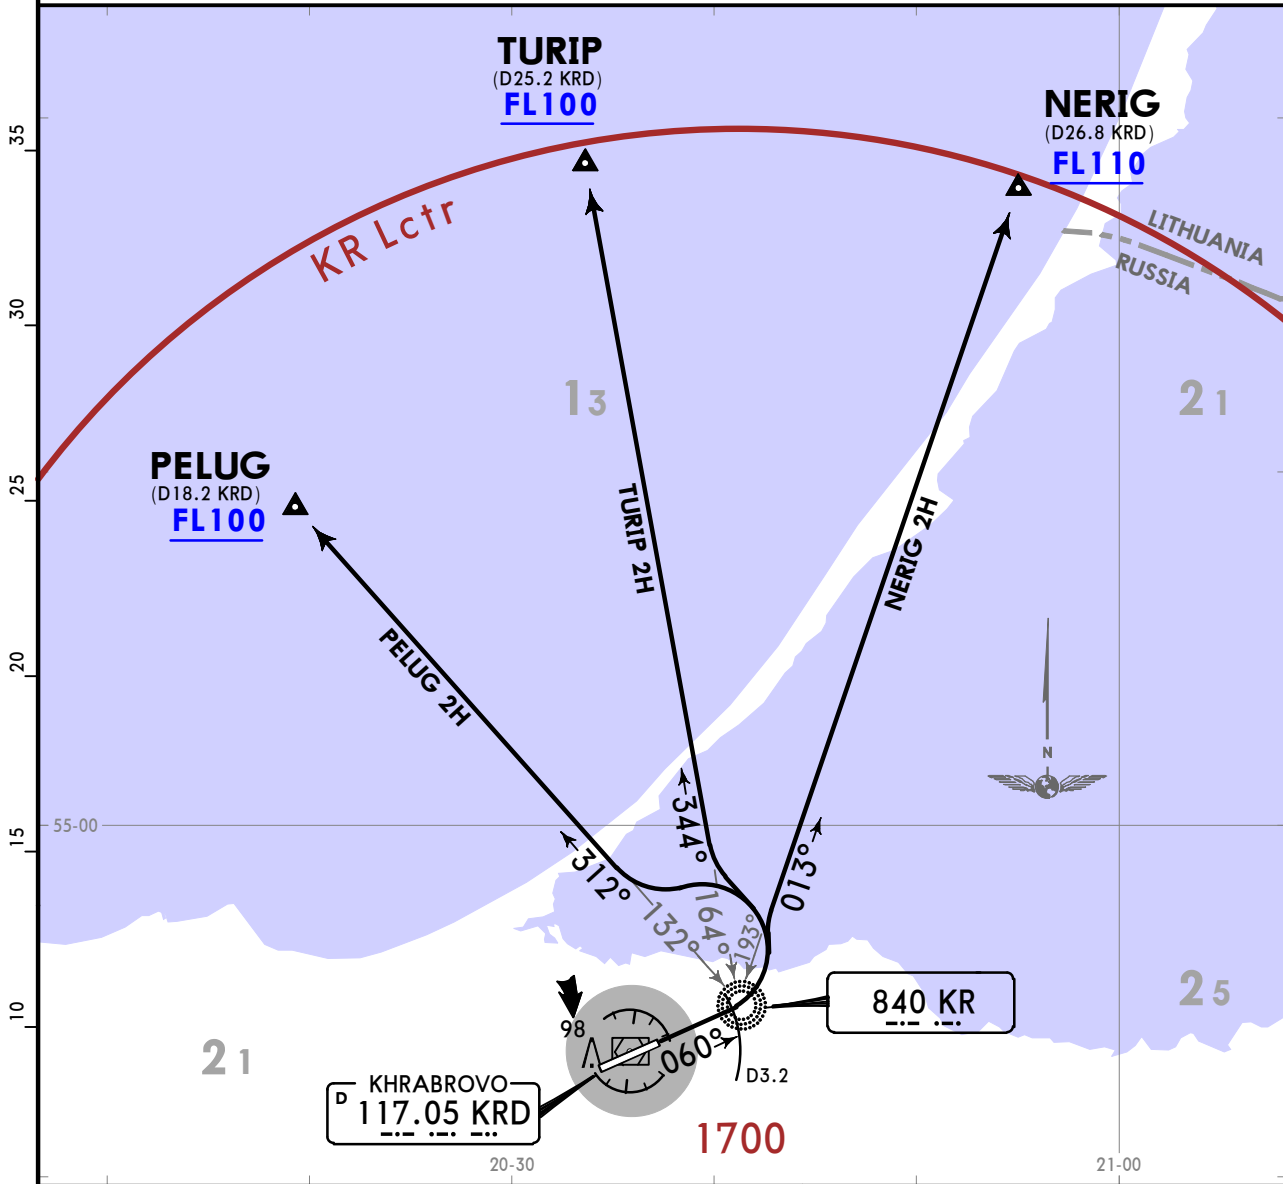 TURIP
(D25.2 KRD)
FL100
NERIG
(D26.8 KRD)
FL110
35
LITHUANIA
RUSSIA
KR Lctr
30
13
21
PELUG
(D18.2 KRD)
FL100
25
TURIP 2H
NERIG 2H
20
PELUG 2H
N
55-00
15
344°
312°
013°
132°
164°
193°
10
840 KR
25
98
21
060°
D3.2
KHRABROVO
D
117.05 KRD
1700
20-30
21-00